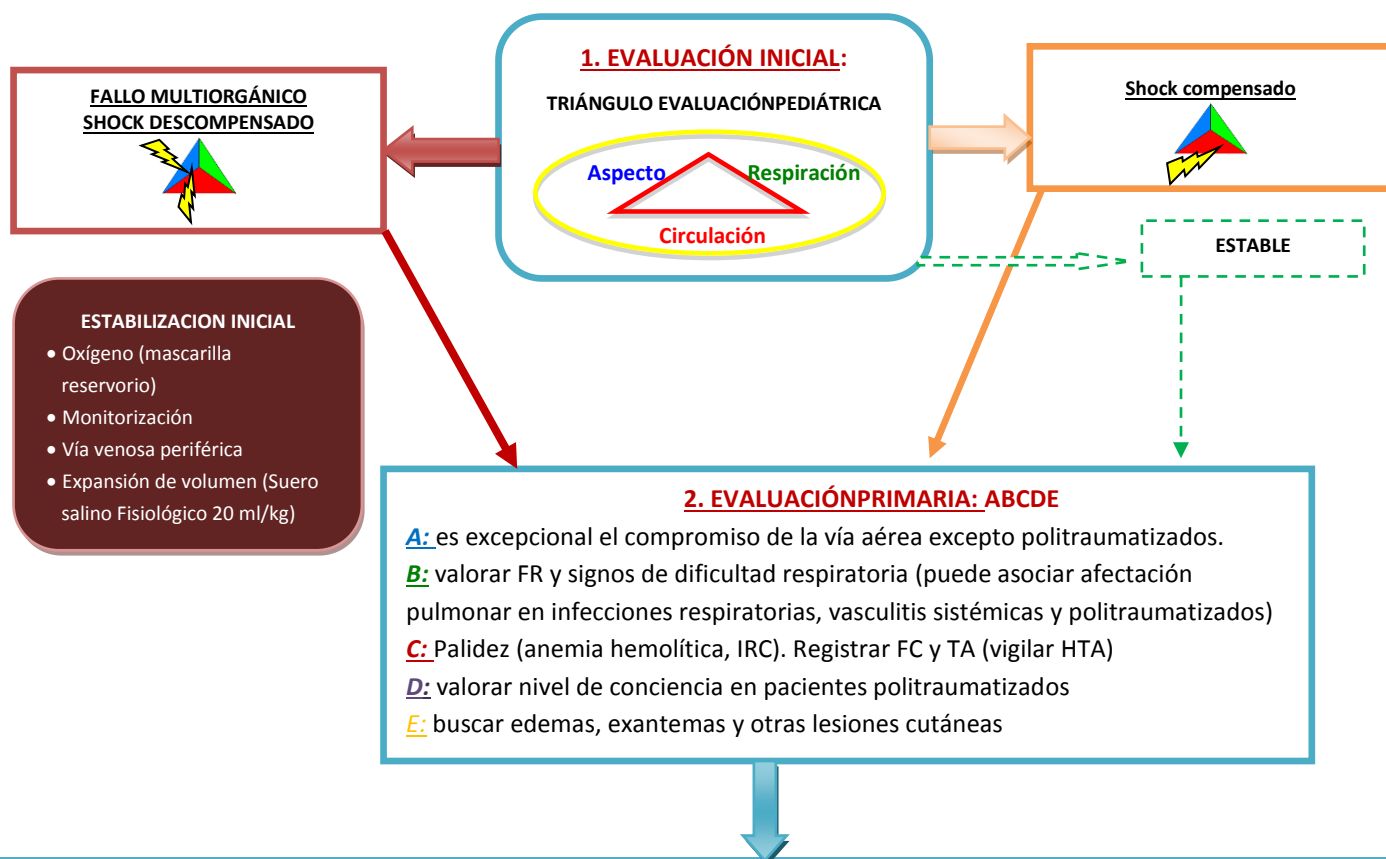 1. EVALUACIÓN INICIAL:
TRIÁNGULO EVALUACIÓNPEDIÁTRICA
Aspecto
Respiración
Circulación
FALLO MULTIORGÁNICO
SHOCK DESCOMPENSADO
Shock compensado
ESTABLE
ESTABILIZACION INICIAL
• Oxígeno (mascarilla
reservorio)
• Monitorización
• Vía venosa periférica
• Expansión de volumen (Suero
salino Fisiológico 20 ml/kg)
2. EVALUACIÓNPRIMARIA: ABCDE
A: es excepcional el compromiso de la vía aérea excepto politraumatizados.
B: valorar FR y signos de dificultad respiratoria (puede asociar afectación
pulmonar en infecciones respiratorias, vasculitis sistémicas y politraumatizados)
C: Palidez (anemia hemolítica, IRC). Registrar FC y TA (vigilar HTA)
D: valorar nivel de conciencia en pacientes politraumatizados
E: buscar edemas, exantemas y otras lesiones cutáneas